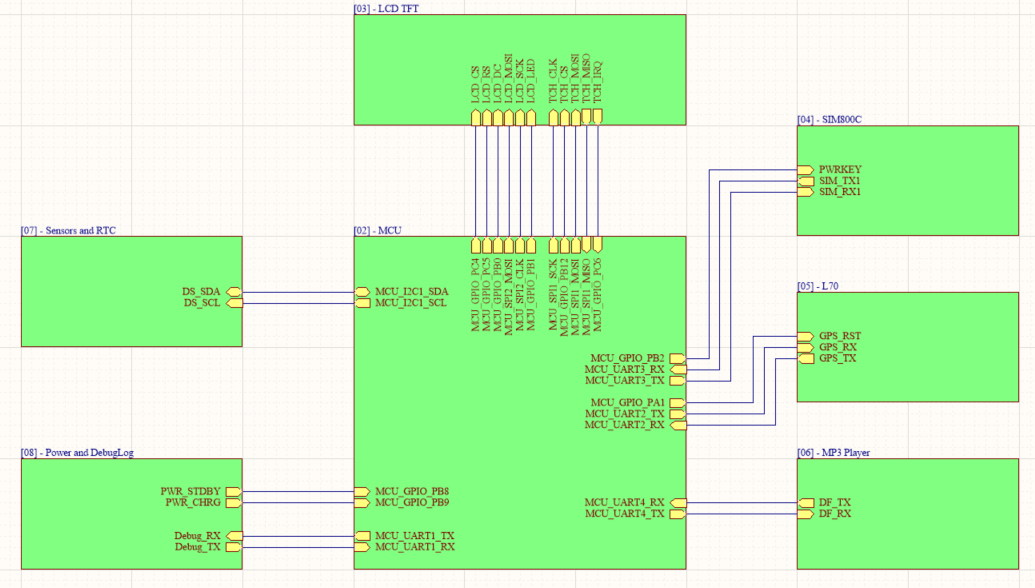 [03] - LCD TFT
LCD_CS
LCD_RS
LCD_DC
LCD_MOSI
LCD_SCK
LCD_LED
TCH_CLK
TCH_CS
TCH_MOSI
TCH_MISO
TCH_IRQ
[04] - SIM800C
PWRKEY
SIM_TX1
SIM_RX1
[07] - Sensors and RTC
DS_SDA
DS_SCL
[02] - MCU
MCU_GPIO_PC4
MCU_GPIO_PC5
MCU_GPIO_PB0
MCU_SPI2_MOSI
MCU_SPI2_CLK
MCU_GPIO_PB1
MCU_SPI1_SCK
MCU_GPIO_PB12
MCU_SPI1_MOSI
MCU_SPI1_MISO
MCU_GPIO_PC6
MCU_I2C1_SDA
MCU_I2C1_SCL
MCU_GPIO_PB2
MCU_UART3_RX
MCU_UART3_TX
MCU_GPIO_PA1
MCU_UART2_TX
MCU_UART2_RX
MCU_GPIO_PB8
MCU_GPIO_PB9
MCU_UART4_RX
MCU_UART4_TX
MCU_UART1_TX
MCU_UART1_RX
[05] - L70
GPS_RST
GPS_RX
GPS_TX
[08] - Power and DebugLog
PWR_STDBY
PWR_CHRG
Debug_RX
Debug_TX
[06] - MP3 Player
DF_TX
DF_RX